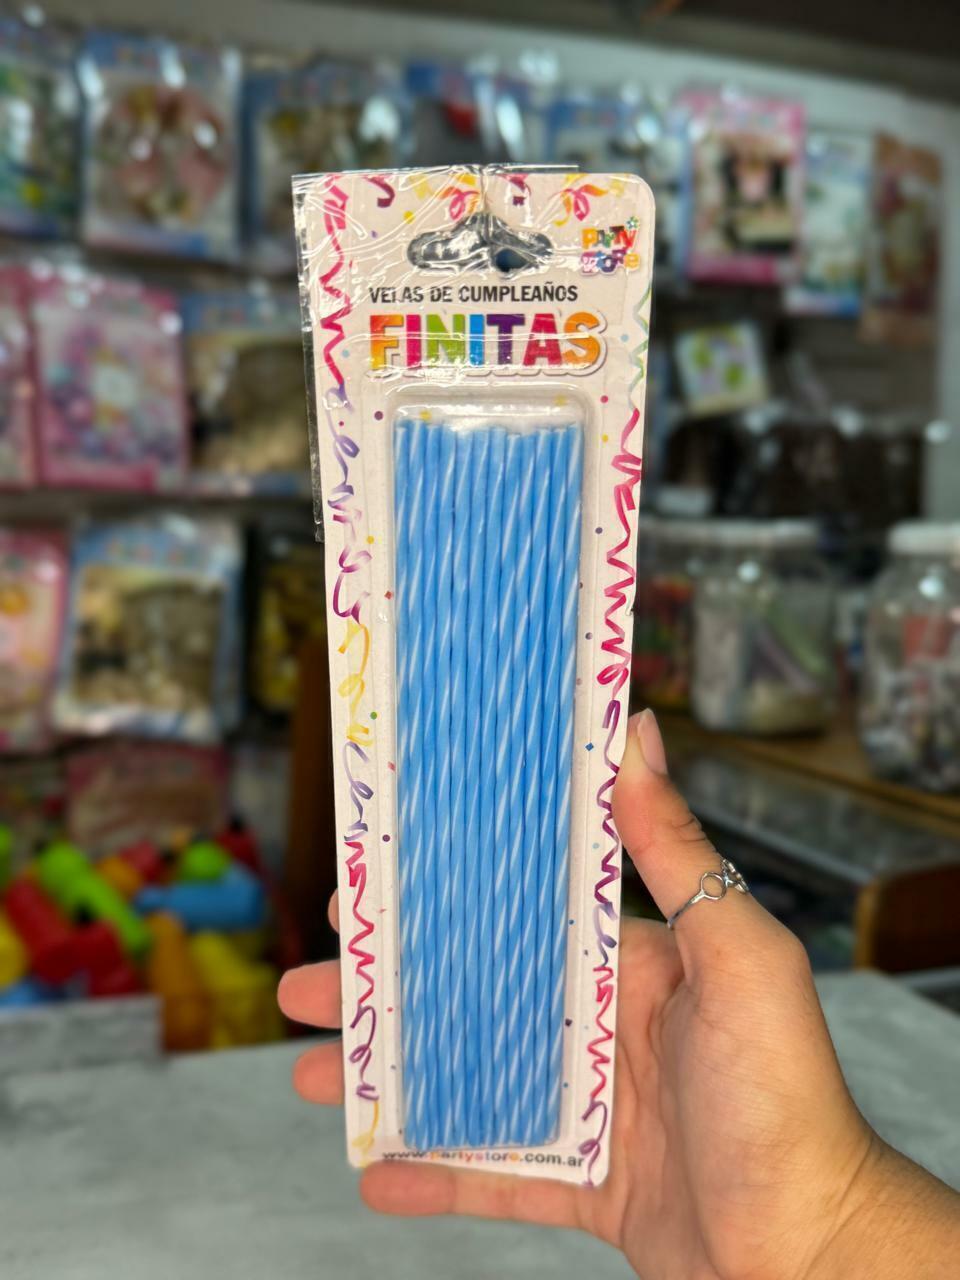 PARTY
STORE
VELAS DE CUMPLEAÑOS
FINITAS
www.partystore.com.ar